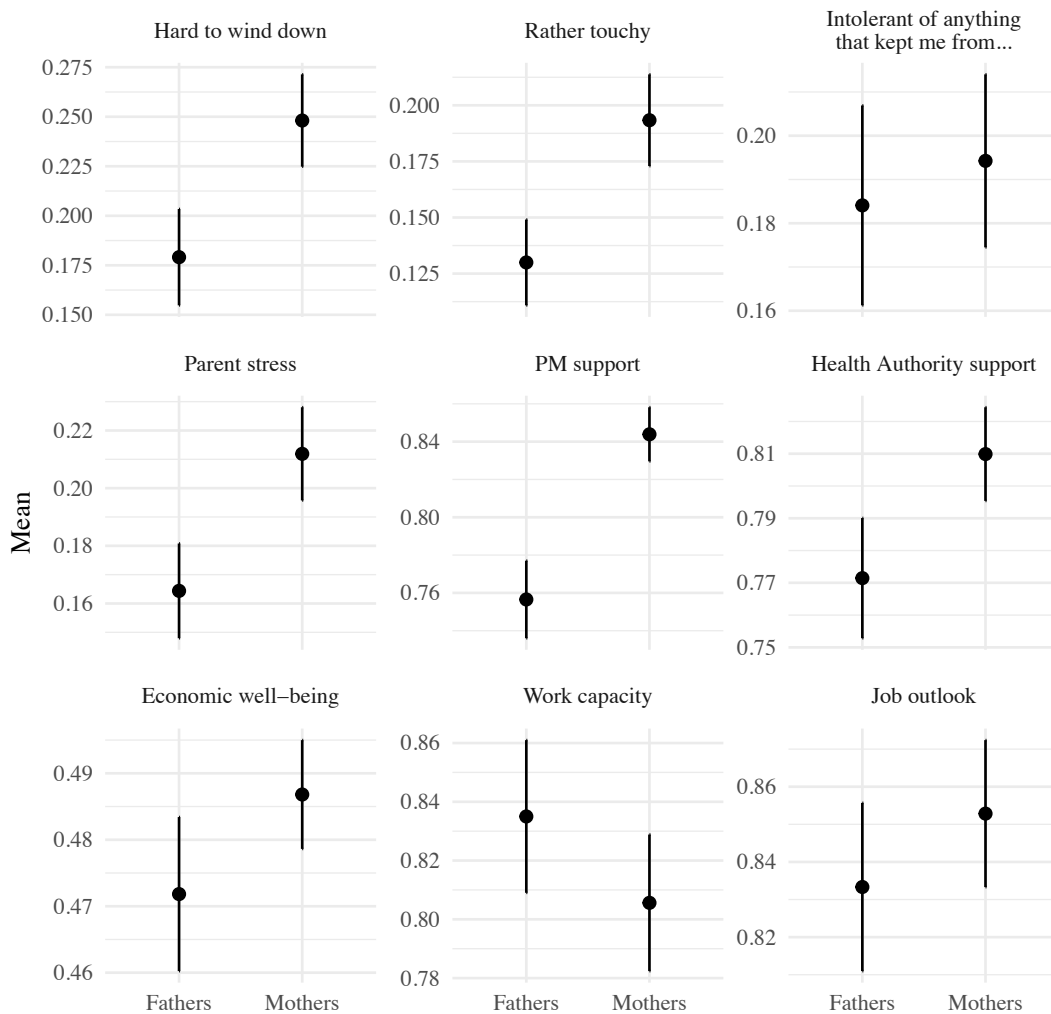 Hard to wind down
Rather touchy
Intolerant of anything
that kept me from...
0.275
0.250
0.225
0.200
0.175
0.150
0.200
0.175
0.150
0.125
0.20
0.18
0.16
Parent stress
PM support
Health Authority support
0.22
0.20
0.18
0.16
0.84
0.80
0.76
0.81
0.79
0.77
0.75
Mean
Economic well−being
Work capacity
Job outlook
0.49
0.48
0.47
0.46
0.86
0.84
0.82
0.80
0.78
0.86
0.84
0.82
Fathers Mothers
Fathers Mothers
Fathers Mothers